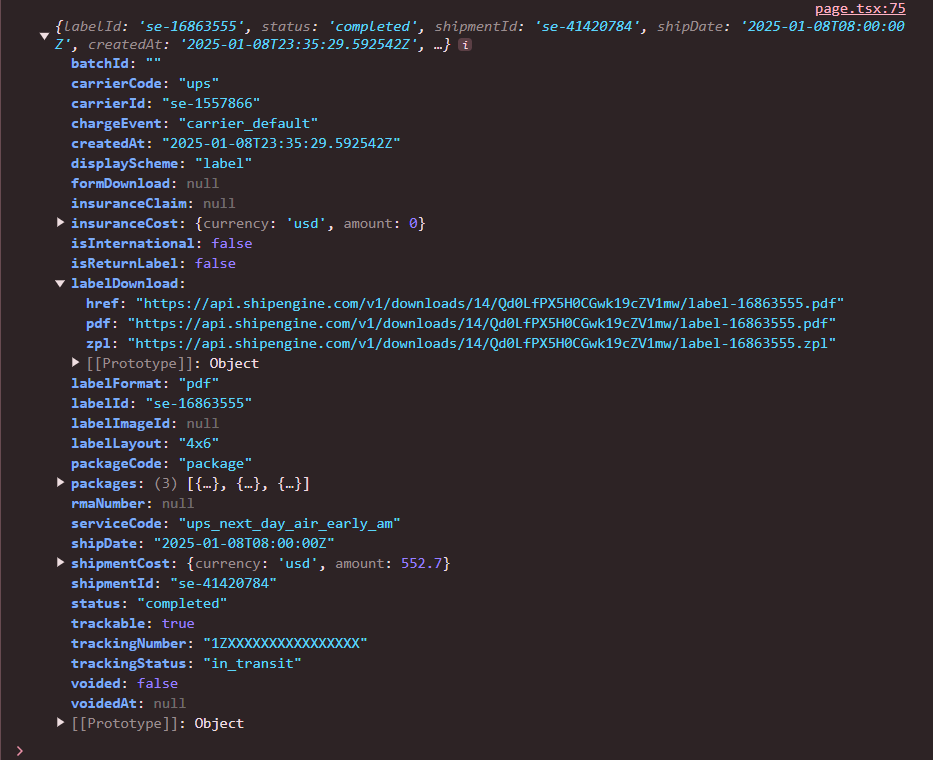 page.tsx:75
{labelId: 'se-16863555', status: 'completed', shipmentId: 'se-41420784', shipDate: '2025-01-08T08:00:00
Z', createdAt: '2025-01-08T23:35:29.592542Z', …} i
batchId: ""
carrierCode: "ups"
carrierId: "se-1557866"
chargeEvent: "carrier_default"
createdAt: "2025-01-08T23:35:29.592542Z"
displayScheme: "label"
formDownload: null
insuranceClaim: null
insuranceCost: {currency: 'usd', amount: 0}
isInternational: false
isReturnLabel: false
labelDownload:
href: "https://api.shipengine.com/v1/downloads/14/Qd0LfPX5H0CGwk19cZV1mw/label-16863555.pdf"
pdf: "https://api.shipengine.com/v1/downloads/14/Qd0LfPX5H0CGwk19cZV1mw/label-16863555.pdf"
zpl: "https://api.shipengine.com/v1/downloads/14/Qd0LfPX5H0CGwk19cZV1mw/label-16863555.zpl"
[[Prototype]]: Object
labelFormat: "pdf"
labelId: "se-16863555"
labelImageId: null
labelLayout: "4x6"
packageCode: "package"
packages: (3) [{…}, {…}, {…}]
rmaNumber: null
serviceCode: "ups_next_day_air_early_am"
shipDate: "2025-01-08T08:00:00Z"
shipmentCost: {currency: 'usd', amount: 552.7}
shipmentId: "se-41420784"
status: "completed"
trackable: true
trackingNumber: "1ZXXXXXXXXXXXXXXXX"
trackingStatus: "in_transit"
voided: false
voidedAt: null
[[Prototype]]: Object